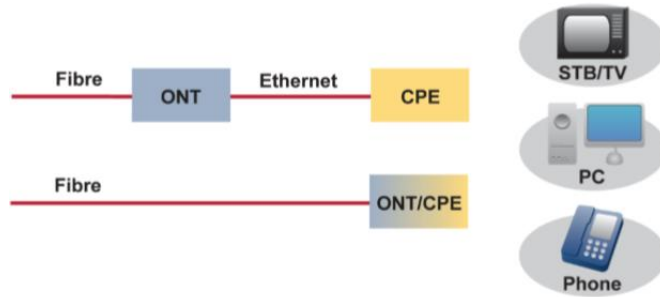 Fibre
ONT
Ethernet
CPE
STB/TV
PC
Fibre
ONT/CPE
Phone